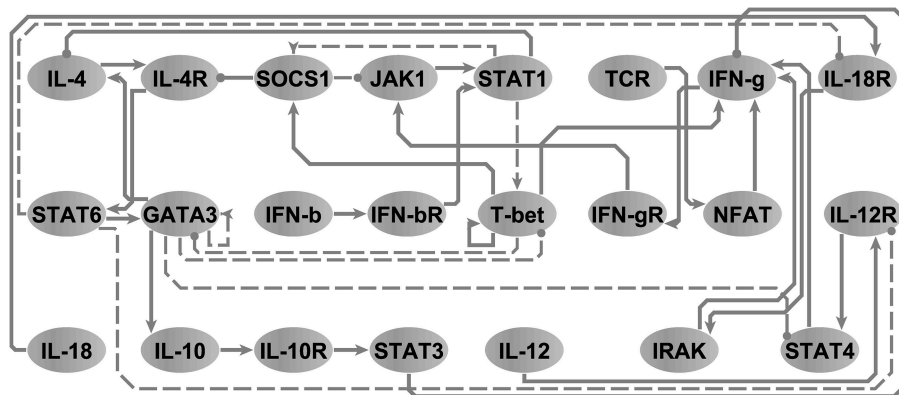 IL-4 IL-4R SOCS1 JAK1 STAT1 TCR IFN-g IL-18R
STAT6 GATA3 IFN-b IFN-bR T-bet IFN-gR NFAT IL-12R
IL-18 IL-10 IL-10R STAT3 IL-12 IRAK STAT4